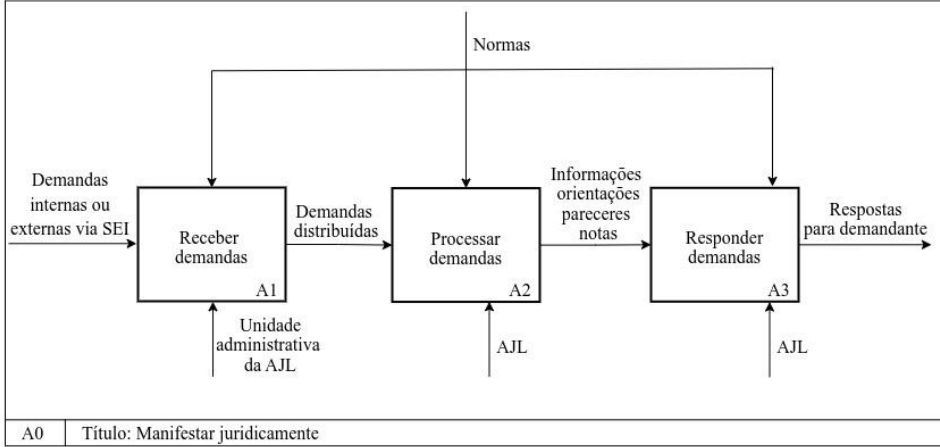 Normas
Demandas
internas ou
externas via SEI
Receber
demandas
A1
Demandas
distribuídas
Processar
demandas
A2
Informações
orientações
pareceres
notas
Responder
demandas
A3
Respostas
para demandante
Unidade
administrativa
da AJL
AJL
AJL
A0
Título: Manifestar juridicamente